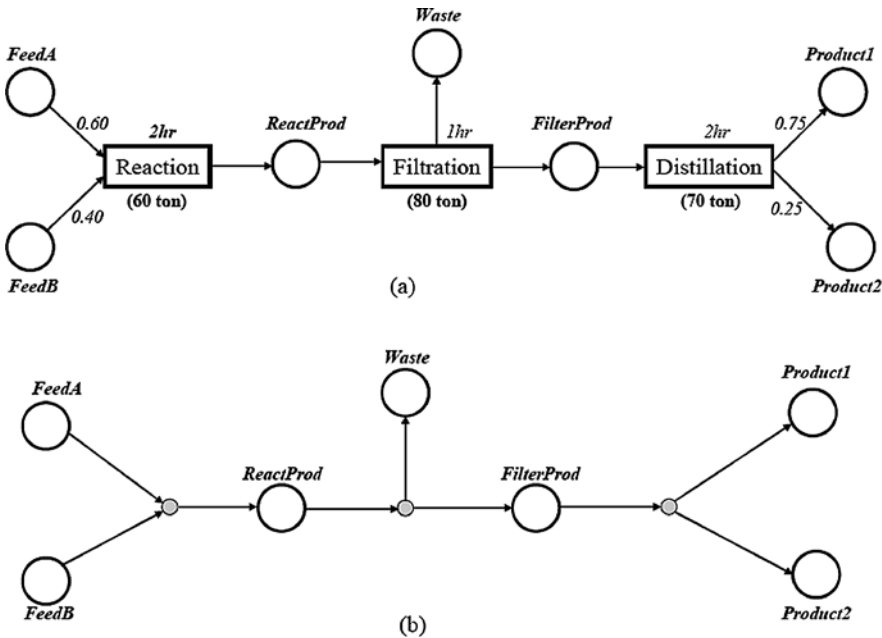 Waste
FeedA
Product1
0.60
2hr
ReactProd
1hr
FilterProd
2hr
0.75
Reaction
Filtration
Distillation
(60 ton)
(80 ton)
(70 ton)
0.40
0.25
FeedB
Product2
(a)
Waste
FeedA
Product1
ReactProd
FilterProd
FeedB
Product2
(b)